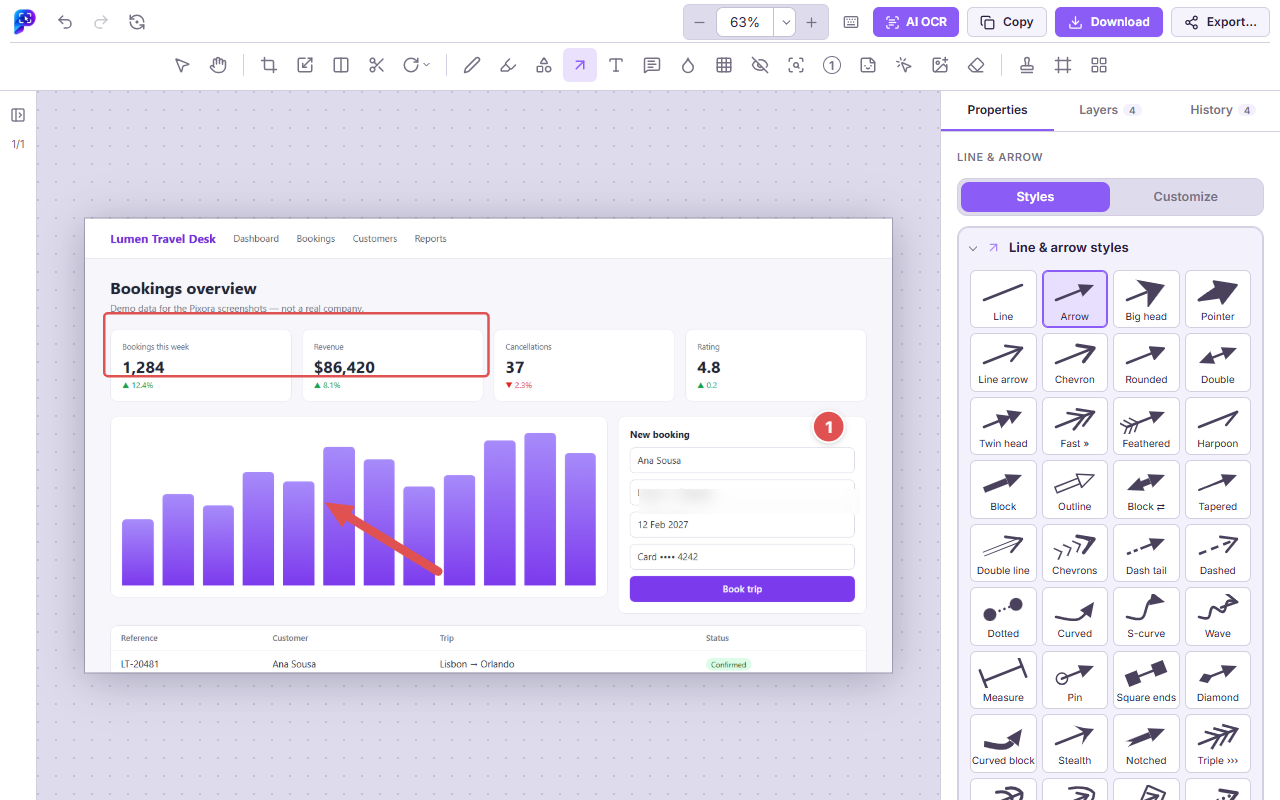 63%
AI OCR
Copy
Download
Export...
1
1/1
Properties
Layers 4
History 4
LINE & ARROW
Styles
Customize
Line & arrow styles
Line
Arrow
Big head
Pointer
Line arrow
Chevron
Rounded
Double
Twin head
Fast »
Feathered
Harpoon
Block
Outline
Block ⇄
Tapered
Double line
Chevrons
Dash tail
Dashed
Dotted
Curved
S-curve
Wave
Measure
Pin
Square ends
Diamond
Curved block
Stealth
Notched
Triple ›››
Lumen Travel Desk
Dashboard
Bookings
Customers
Reports
Bookings overview
Demo data for the Pixora screenshots — not a real company.
Bookings this week
1,284
▲ 12.4%
Revenue
$86,420
▲ 8.1%
Cancellations
37
▼ 2.3%
Rating
4.8
▲ 0.2
1
New booking
Ana Sousa
12 Feb 2027
Card •••• 4242
Book trip
Reference
Customer
Trip
Status
LT-20481
Ana Sousa
Lisbon → Orlando
Confirmed